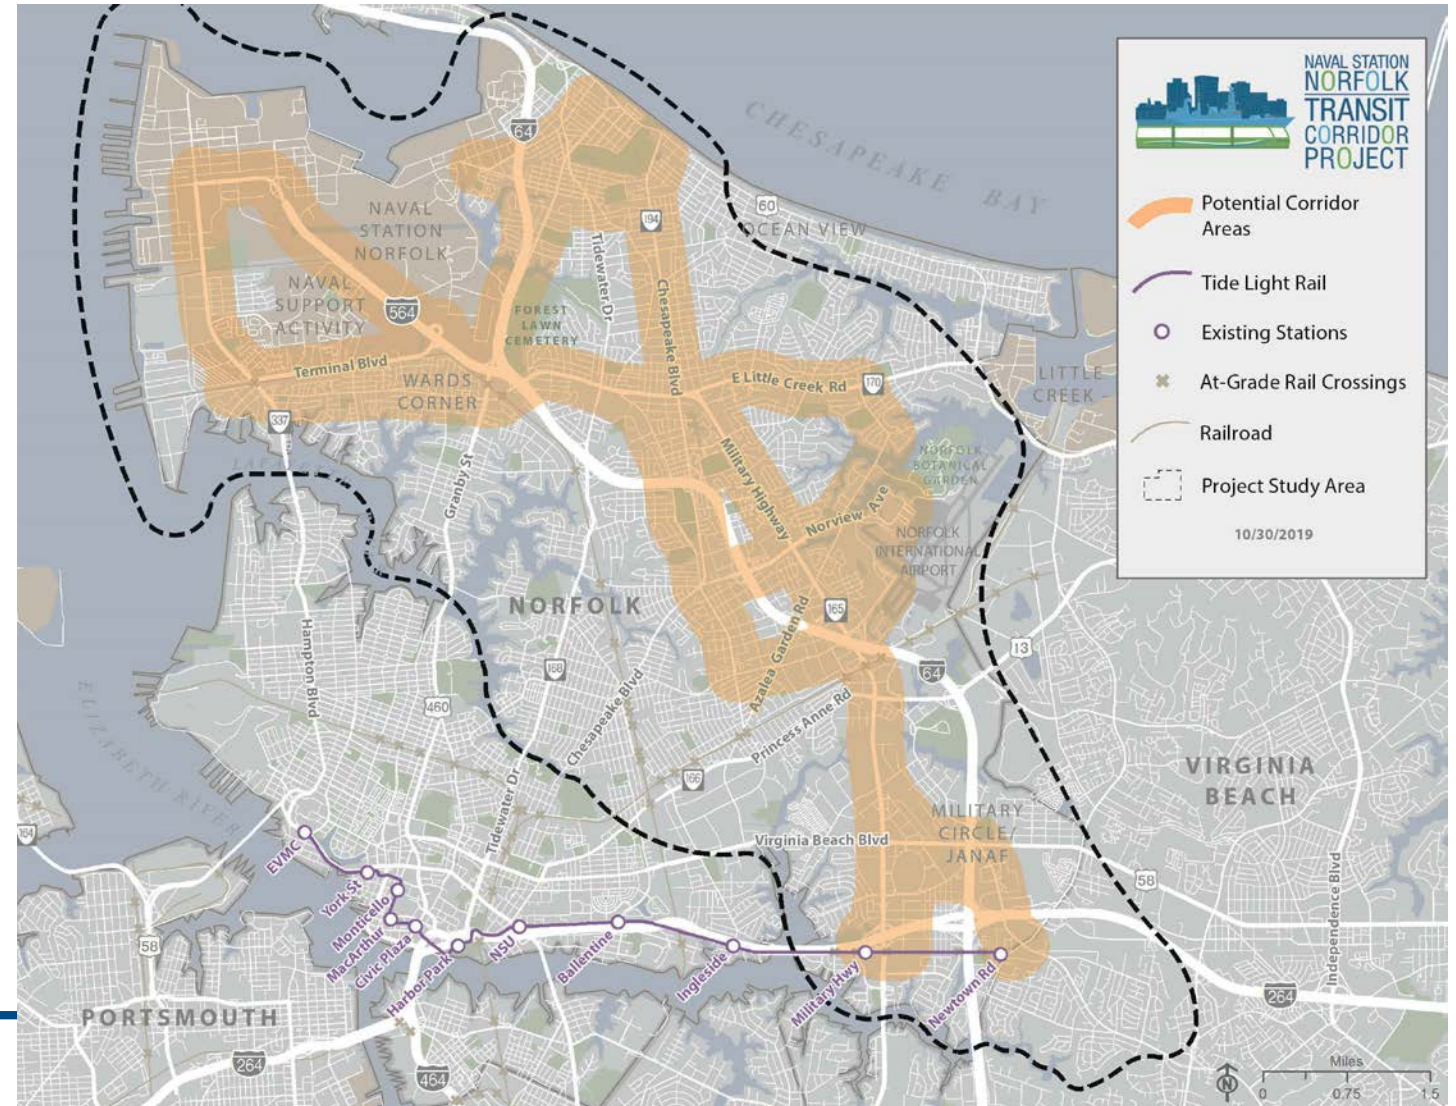 NAVAL STATION
NORFOLK
TRANSIT
CORRIDOR
PROJECT
Potential Corridor
Areas
Tide Light Rail
Existing Stations
At-Grade Rail Crossings
Railroad
Project Study Area
10/30/2019
CHESAPEAKE BAY
64
NAVAL
STATION
NORFOLK
194
60
OCEAN VIEW
Tidewater Dr
NAVAL
SUPPORT
ACTIVITY
564
FOREST
LAWN
CEMETERY
Chesapeake Blvd
Terminal Blvd
WARDS
CORNER
E Little Creek Rd
170
LITTLE
CREEK
337
Granby St
Military Highway
NORFOLK
BOTANICAL
GARDEN
Norview Ave
NORFOLK
INTERNATIONAL
AIRPORT
NORFOLK
165
Azalea Garden Rd
13
64
Hampton Blvd
168
460
Chesapeake Blvd
Princess Anne Rd
166
ELIZABETH RIVER
Tidewater Dr
VIRGINIA
BEACH
MILITARY
CIRCLE/
JANAF
Virginia Beach Blvd
164
58
Independence Blvd
EVMC
York St
Monticello
MacArthur
Civic Plaza
Harbor Park
NSU
Ballentine
Ingleside
Military Hwy
Newtown Rd
58
PORTSMOUTH
264
264
464
N
Miles
0 0.75 1.5